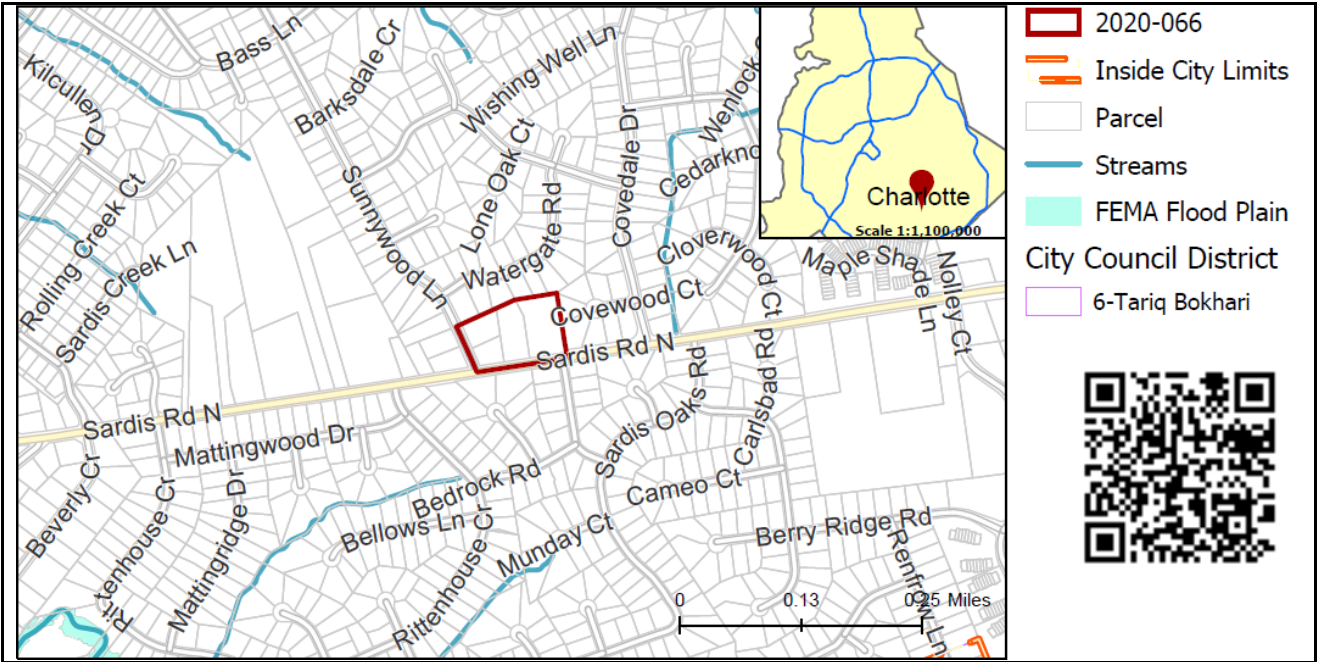 Bass Ln
Kilcullen Dr
Barksdale Cr
Wishing Well Ln
Wenlock C
Rolling Creek Ct
Sunnywood Ln
Lone Oak Ct
Covedale Dr
Cedarkno
Sardis Creek Ln
Watergate Rd
Cloverwood Ct
Maple Shade Ln
Nolley Ct
Covewood Ct
Sardis Rd N
Sardis Rd N
Mattingwood Dr
Sardis Oaks Rd
Carlsbad Rd
Beverly Cr
Rittenhouse Cr
Mattingridge Dr
Bedrock Rd
Bellows Ln
Cameo Ct
Munday Ct
Berry Ridge Rd
Rittenhouse Cr
Renfrow Ln
0 0.13 0.25 Miles
Charlotte
Scale 1:1,100,000
2020-066
Inside City Limits
Parcel
Streams
FEMA Flood Plain
City Council District
6-Tariq Bokhari